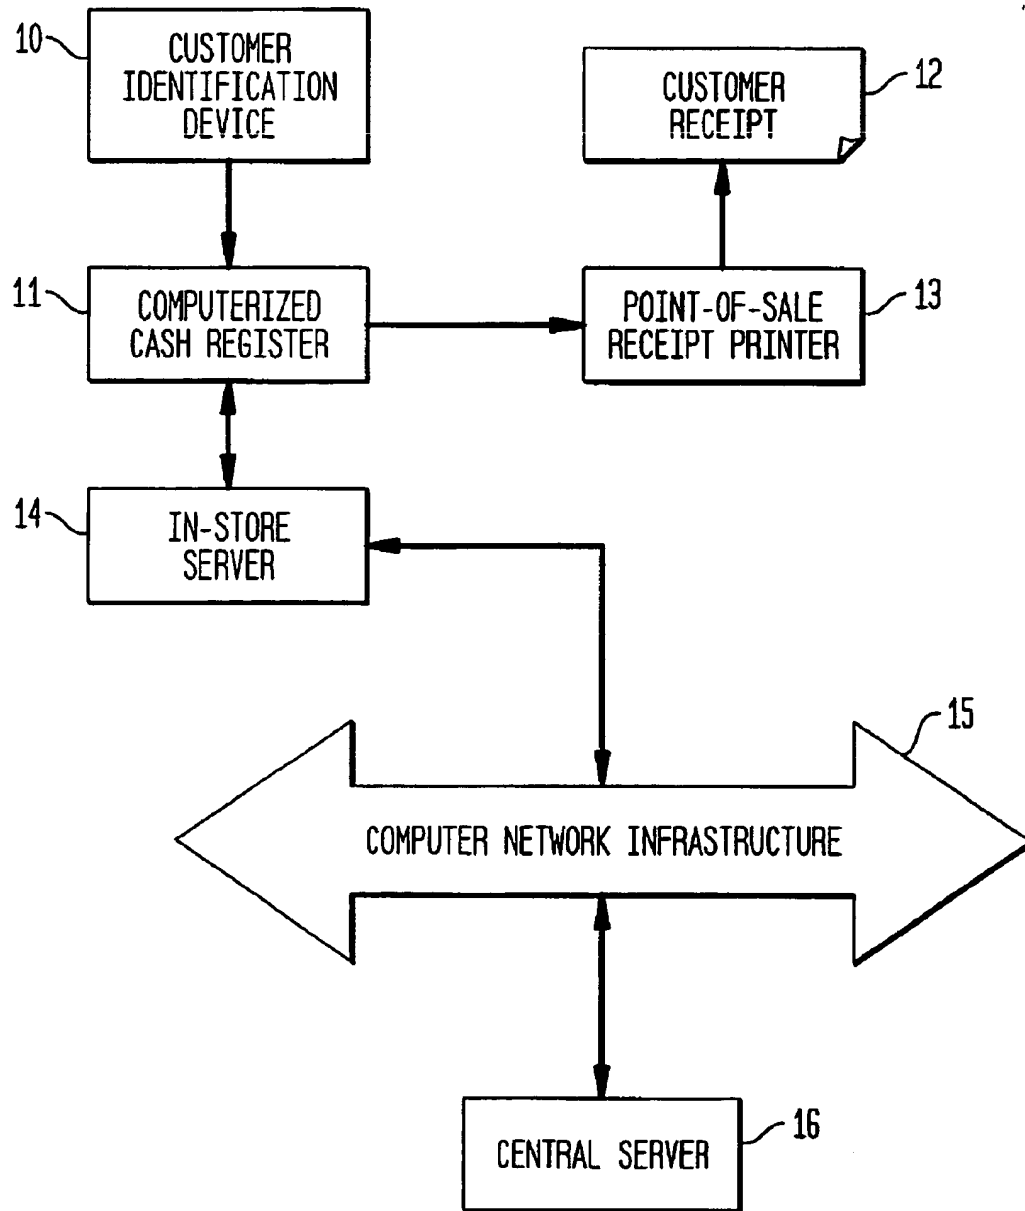 10
CUSTOMER
IDENTIFICATION
DEVICE
CUSTOMER
RECEIPT
12
11
COMPUTERIZED
CASH REGISTER
POINT-OF-SALE
RECEIPT PRINTER
13
14
IN-STORE
SERVER
15
COMPUTER NETWORK INFRASTRUCTURE
CENTRAL SERVER
16